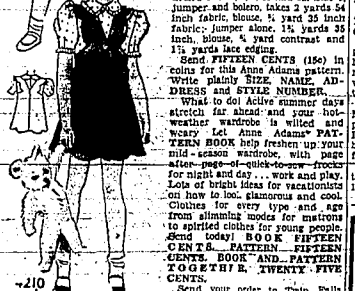 jumper and bolero, takes 2 yards 54
inch fabric, blouse, ¾ yard 35 inch
fabric; jumper alone, 1⅞ yards 35
inch, blouse, ¼ yard contrast and
1⅞ yards lace edging.
Send FIFTEEN CENTS (15c) in
coins for this Anne Adams pattern.
Write plainly SIZE, NAME, AD-
DRESS and STYLE NUMBER.
What to do! Active summer days
stretch far ahead and your hot-
weather wardrobe is wilted and
weary. Let Anne Adams PAT-
TERN BOOK help freshen up your
mid-season wardrobe, with page
after page of quick-to-sew frocks
for night and day... work and play.
Lots of bright ideas for vacationists
on how to look glamorous and cool.
Clothes for every type and age
from slimming modes for matrons
to spirited clothes for young people.
Send today! BOOK FIFTEEN
CENTS. PATTERN FIFTEEN
CENTS. BOOK AND PATTERN
TOGETHER, TWENTY FIVE
CENTS.
Send your order to Twin Falls
4210